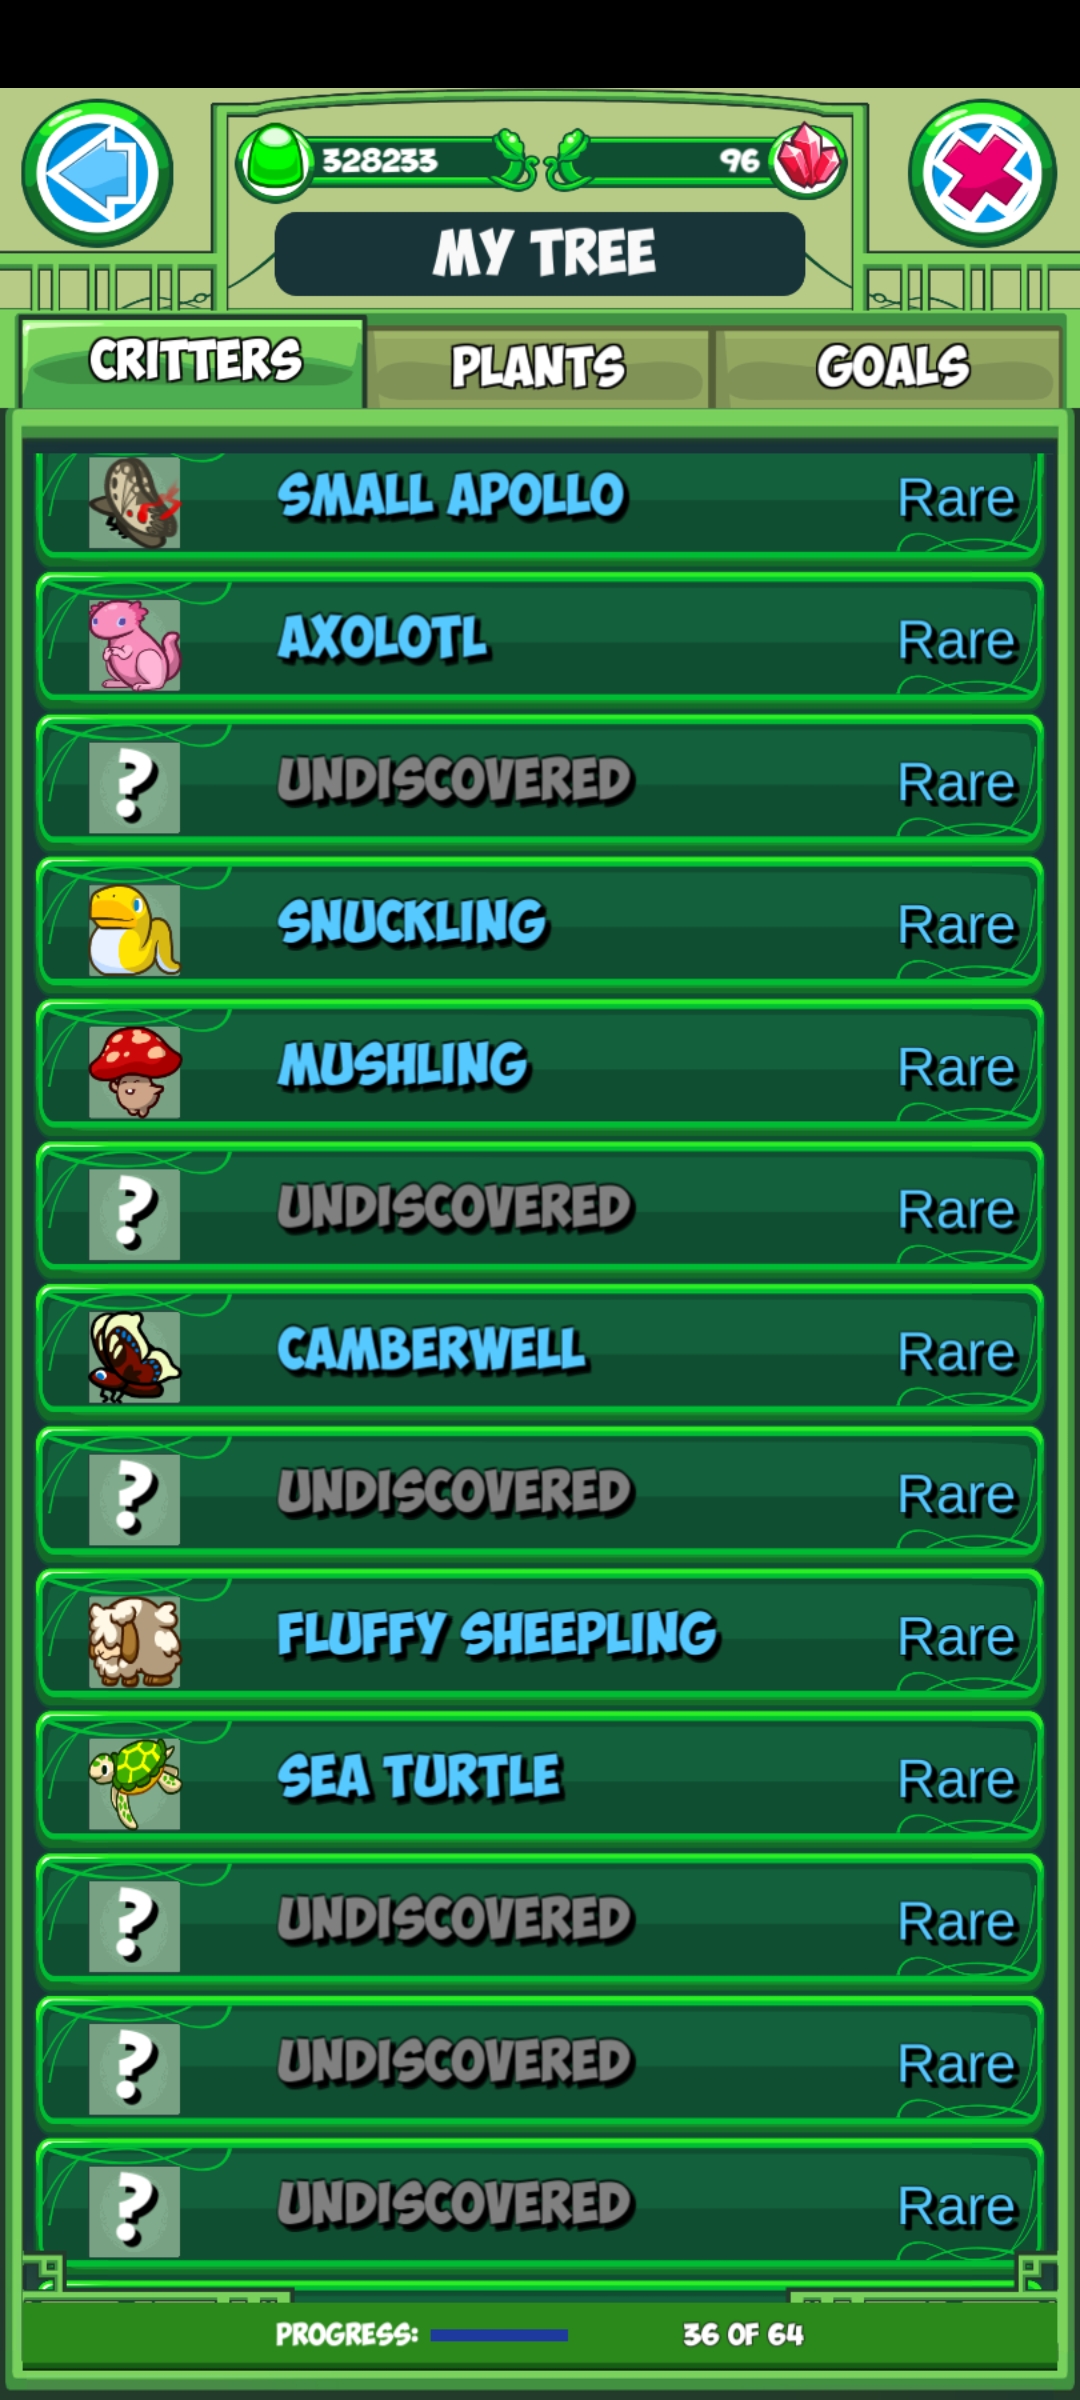 328233 96
MY TREE
CRITTERS PLANTS GOALS
SMALL APOLLO Rare
AXOLOTL Rare
? UNDISCOVERED Rare
SNUCKLING Rare
MUSHLING Rare
? UNDISCOVERED Rare
CAMBERWELL Rare
? UNDISCOVERED Rare
FLUFFY SHEEPLING Rare
SEA TURTLE Rare
? UNDISCOVERED Rare
? UNDISCOVERED Rare
? UNDISCOVERED Rare
PROGRESS: 36 OF 64